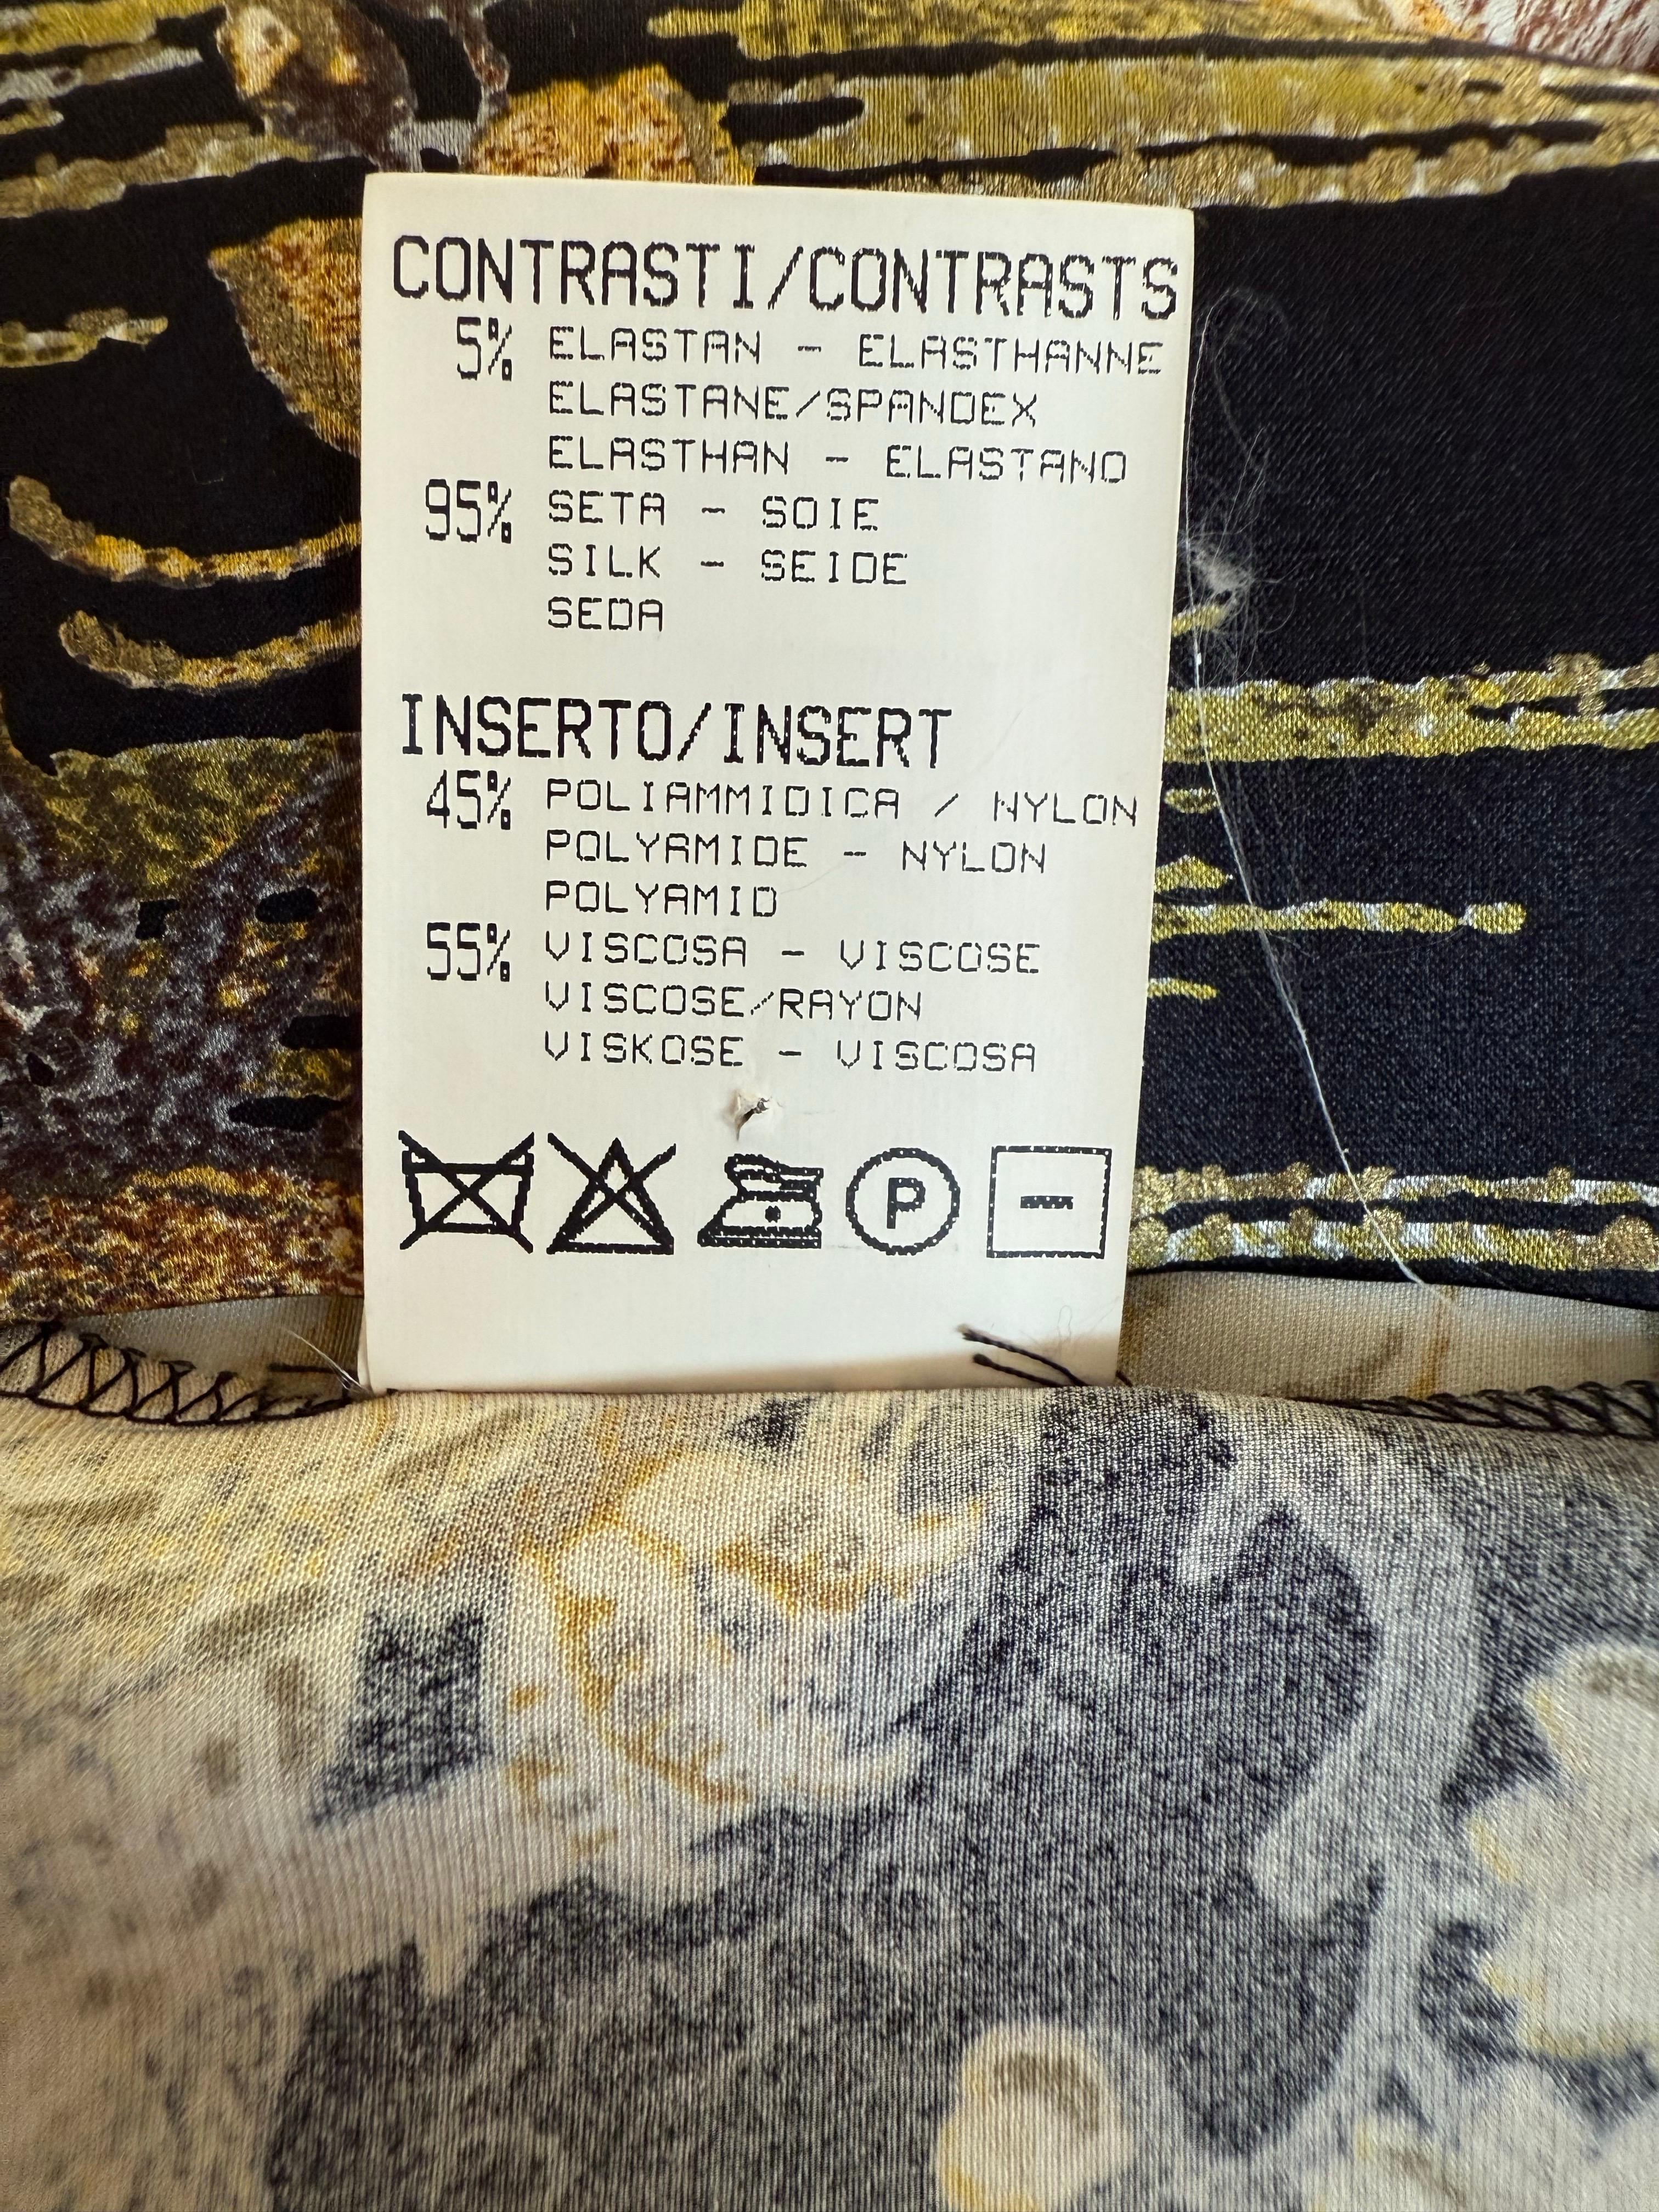 CONTRASTI/CONTRASTS
5% ELASTAN - ELASTHANNE
ELASTANE/SPANDEX
ELASTHAN - ELASTANO
95% SETA - SOIE
SILK - SEIDE
SEDA
INSERTO/INSERT
45% POLIAMMIDICA / NYLON
POLYAMIDE - NYLON
POLYAMID
55% VISCOSA - VISCOSE
VISCOSE/RAYON
VISKOSE - VISCOSA
P